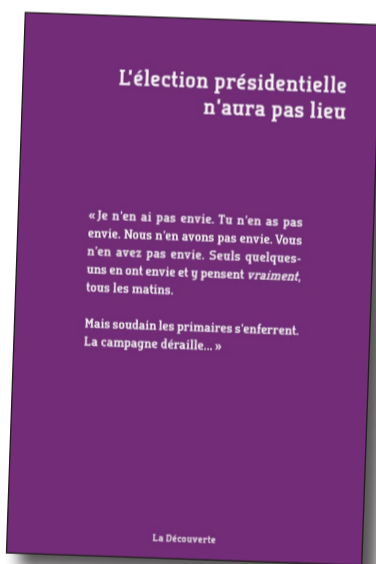 L'élection présidentielle
n'aura pas lieu
« Je n'en ai pas envie. Tu n'en as pas
envie. Nous n'en avons pas envie. Vous
n'en avez pas envie. Seuls quelques-
uns en ont envie et y pensent vraiment,
tous les matins.
Mais soudain les primaires s'enferrent.
La campagne déraille... »
La Découverte